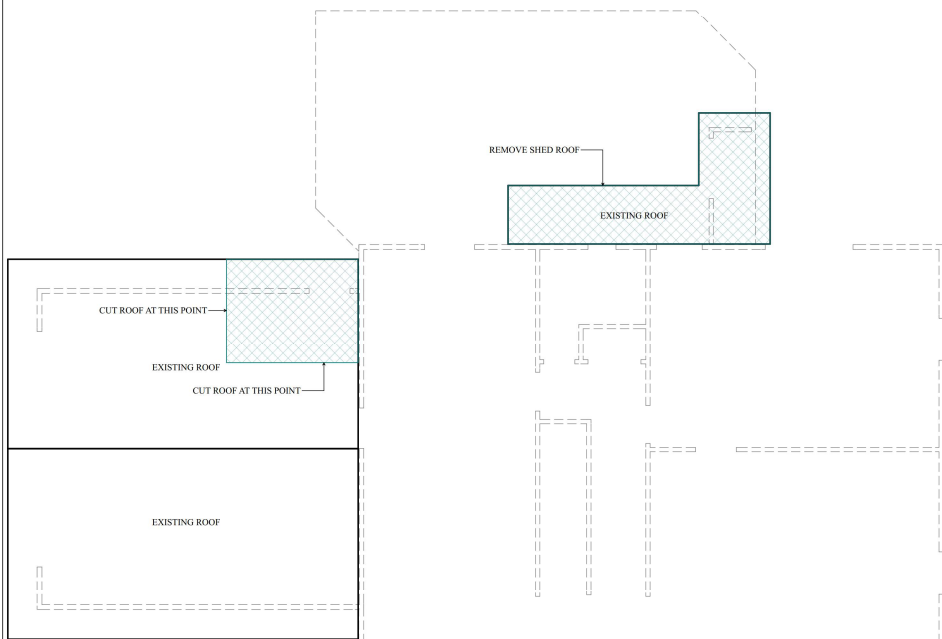 REMOVE SHED ROOF
EXISTING ROOF
CUT ROOF AT THIS POINT
EXISTING ROOF
CUT ROOF AT THIS POINT
EXISTING ROOF